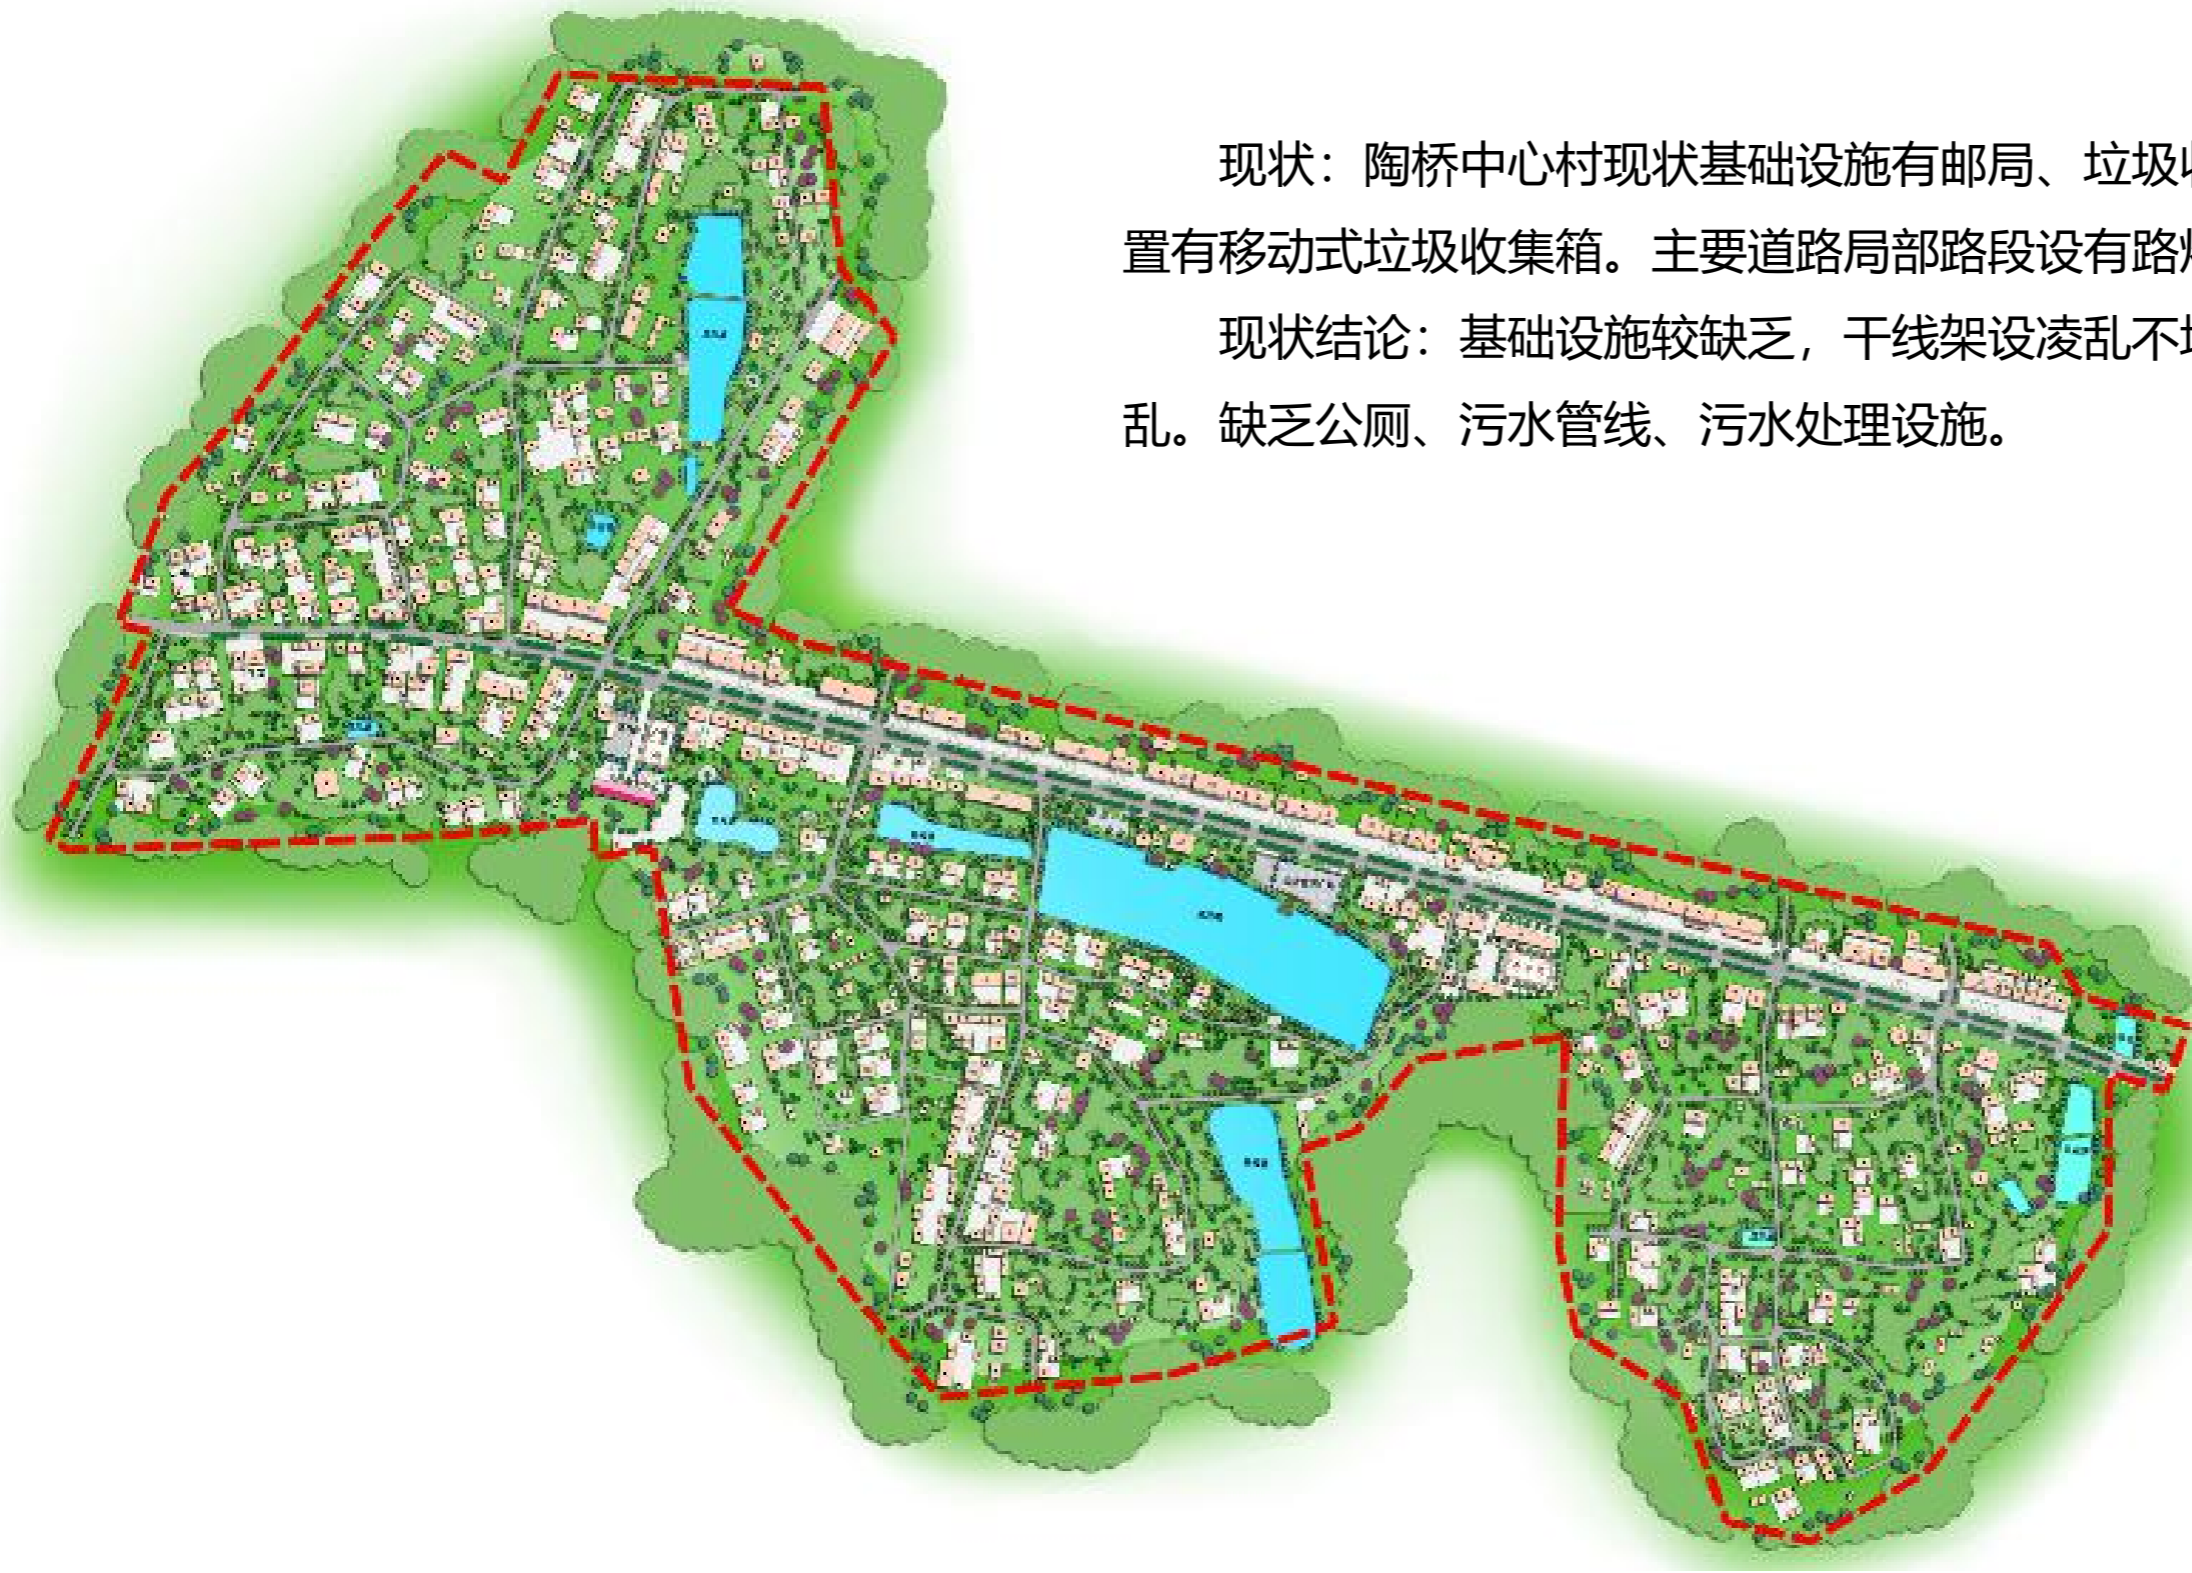 现状：陶桥中心村现状基础设施有邮局、垃圾收
置有移动式垃圾收集箱。主要道路局部路段设有路灯
现状结论：基础设施较缺乏，干线架设凌乱不堪
乱。缺乏公厕、污水管线、污水处理设施。